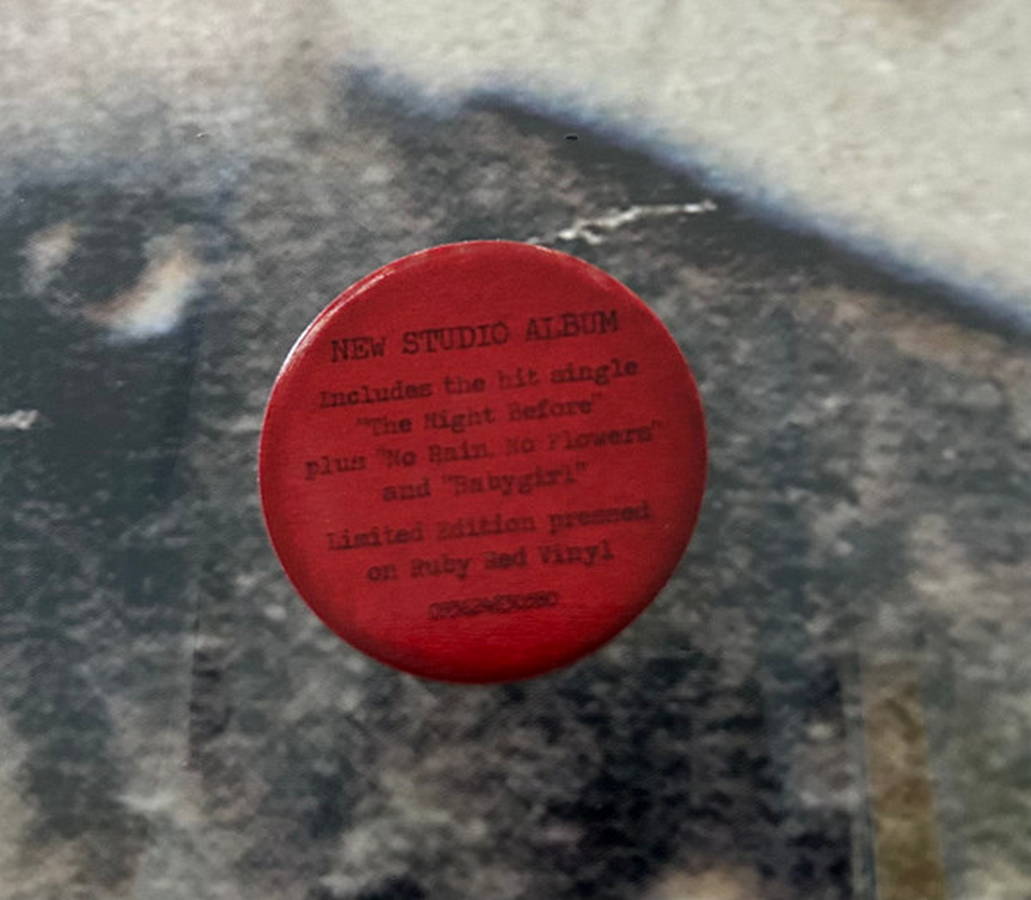 NEW STUDIO ALBUM
Includes the hit single
"The Night Before"
plus "No Rain, No Flowers"
and "Babygirl"
Limited Edition pressed
on Ruby Red Vinyl